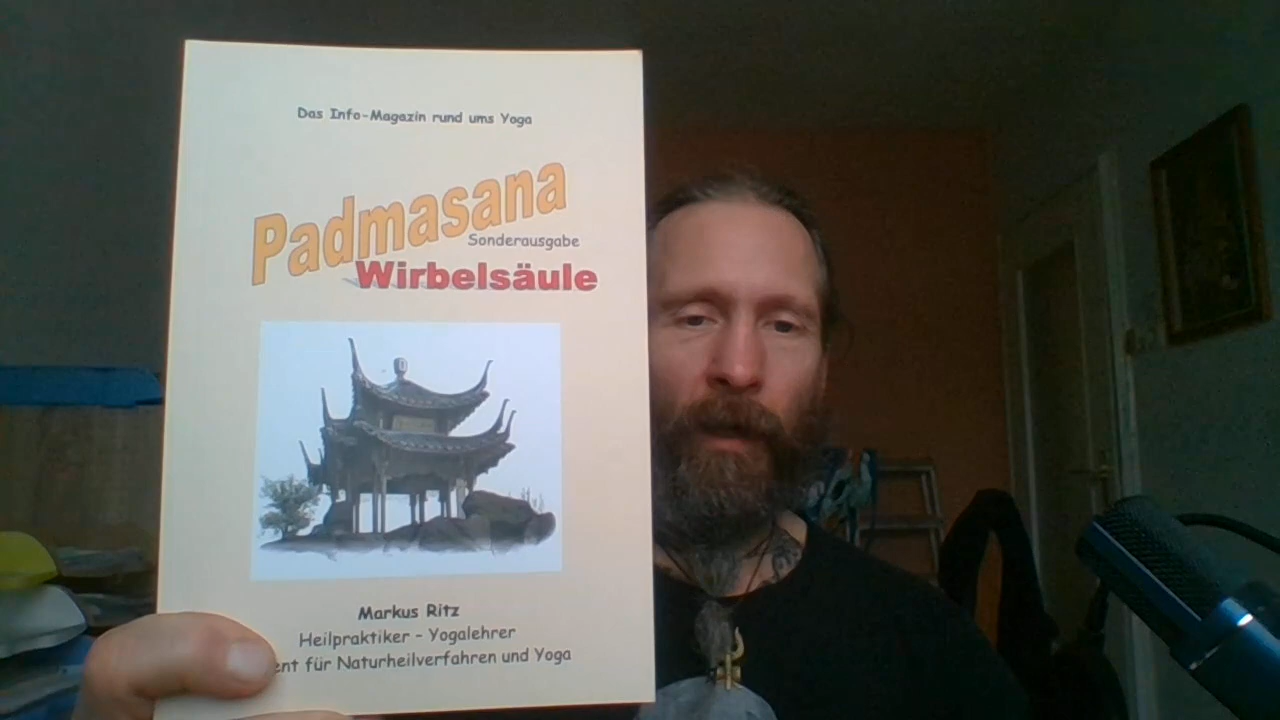 Das Info-Magazin rund ums Yoga
Padmasana
Sonderausgabe
Wirbelsäule
Markus Ritz
Heilpraktiker - Yogalehrer
für Naturheilverfahren und Yoga